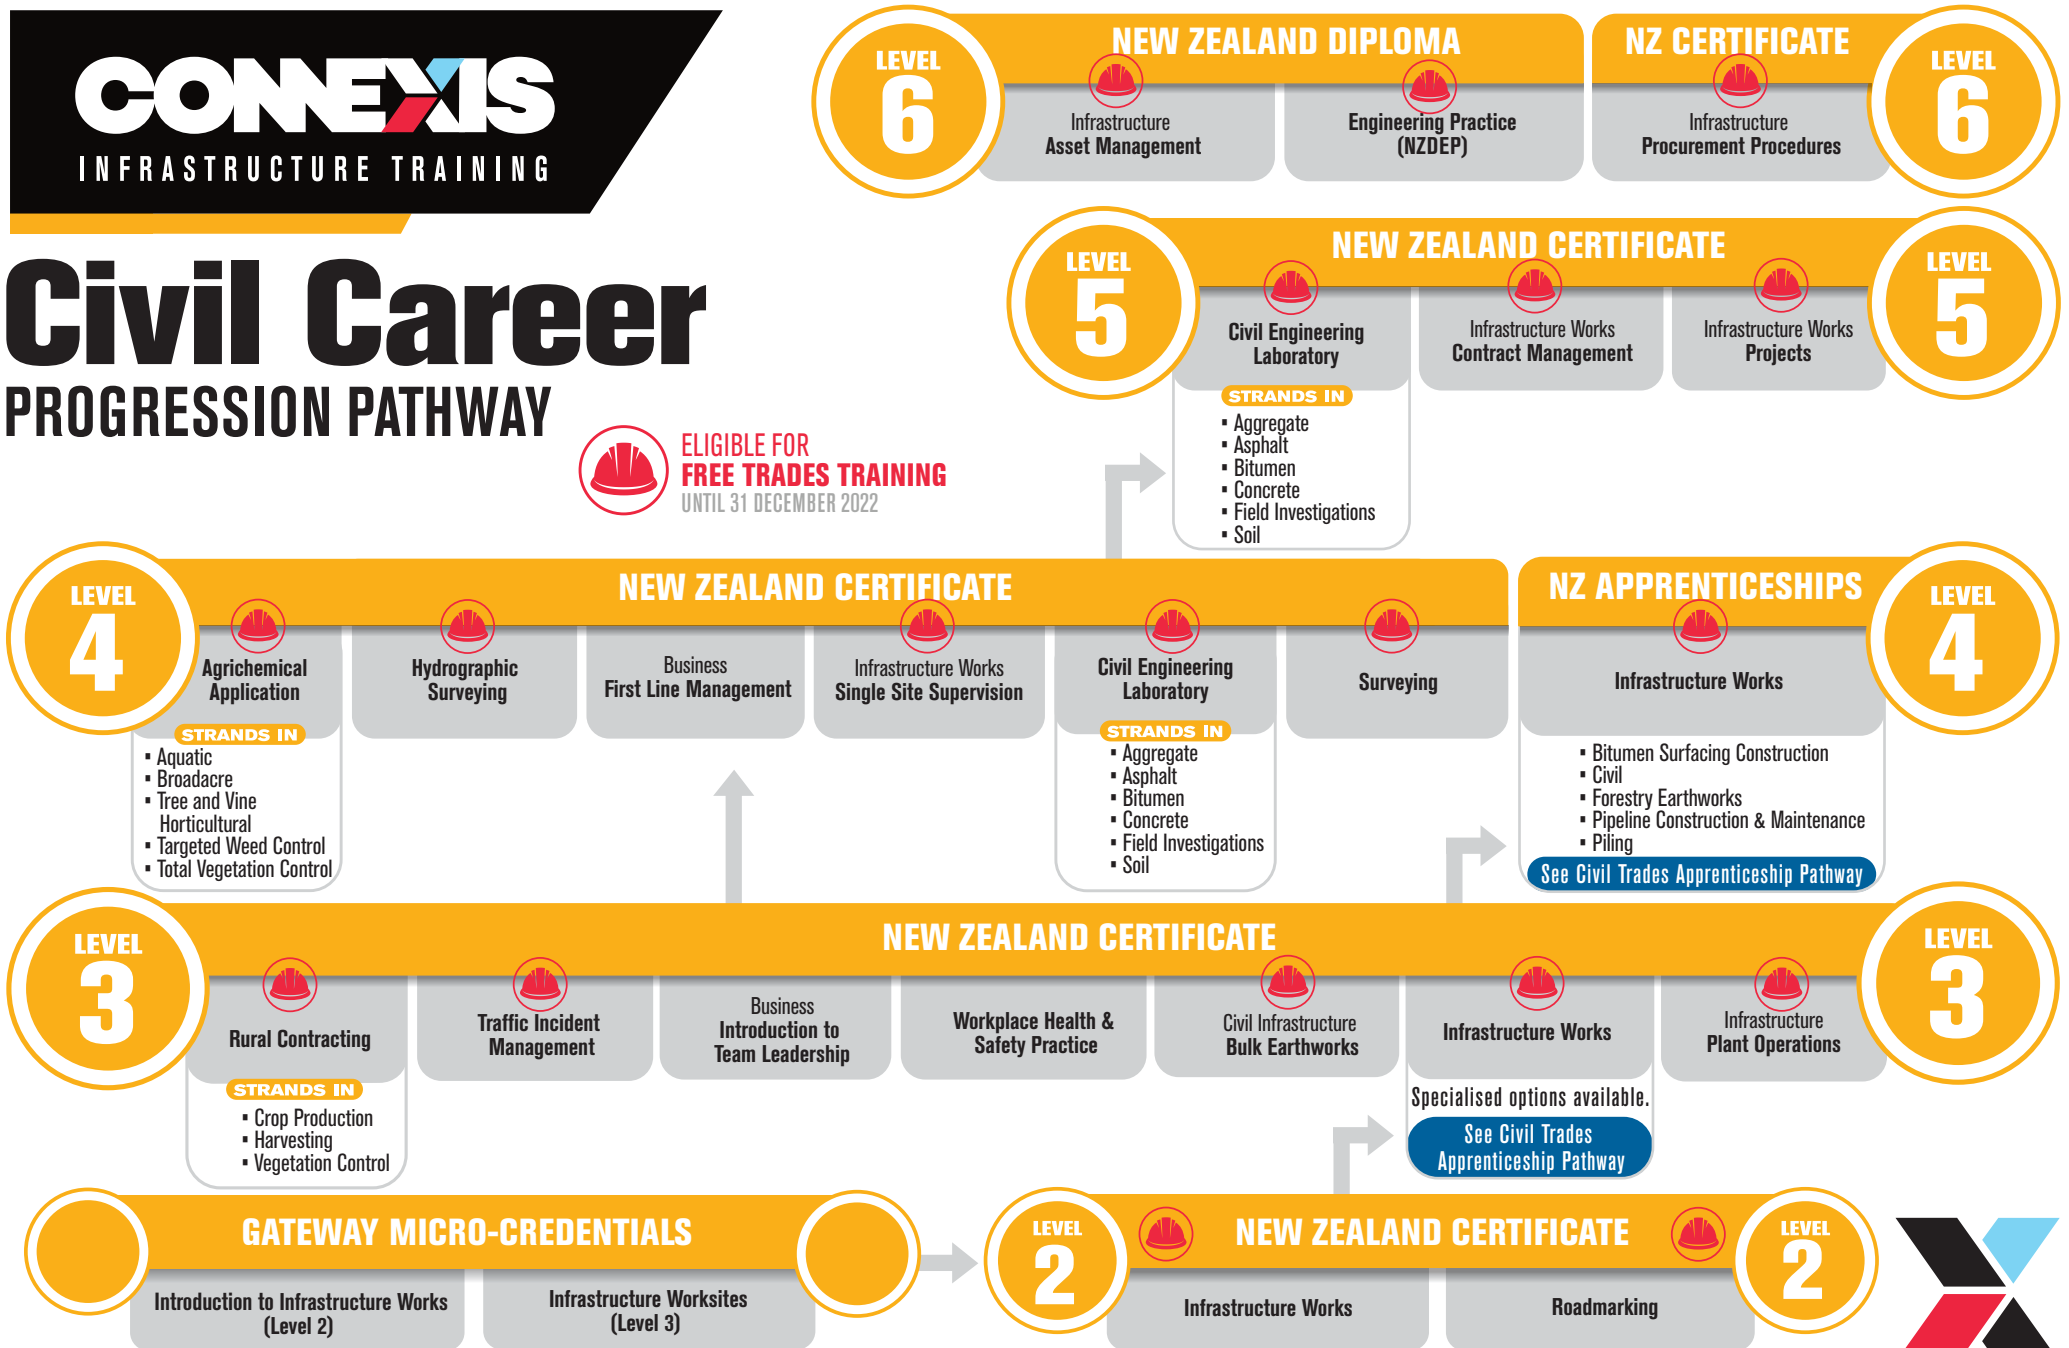 CONNEXIS
INFRASTRUCTURE TRAINING
Civil Career
PROGRESSION PATHWAY
ELIGIBLE FOR
FREE TRADES TRAINING
UNTIL 31 DECEMBER 2022
LEVEL
6
NEW ZEALAND DIPLOMA
Infrastructure
Asset Management
Engineering Practice
(NZDEP)
NZ CERTIFICATE
Infrastructure
Procurement Procedures
LEVEL
6
LEVEL
5
NEW ZEALAND CERTIFICATE
Civil Engineering
Laboratory
STRANDS IN
▪ Aggregate
▪ Asphalt
▪ Bitumen
▪ Concrete
▪ Field Investigations
▪ Soil
Infrastructure Works
Contract Management
Infrastructure Works
Projects
LEVEL
5
LEVEL
4
NEW ZEALAND CERTIFICATE
Agrichemical
Application
STRANDS IN
▪ Aquatic
▪ Broadacre
▪ Tree and Vine
Horticultural
▪ Targeted Weed Control
▪ Total Vegetation Control
Hydrographic
Surveying
Business
First Line Management
Infrastructure Works
Single Site Supervision
Civil Engineering
Laboratory
STRANDS IN
▪ Aggregate
▪ Asphalt
▪ Bitumen
▪ Concrete
▪ Field Investigations
▪ Soil
Surveying
NZ APPRENTICESHIPS
Infrastructure Works
▪ Bitumen Surfacing Construction
▪ Civil
▪ Forestry Earthworks
▪ Pipeline Construction & Maintenance
▪ Piling
See Civil Trades Apprenticeship Pathway
LEVEL
4
LEVEL
3
NEW ZEALAND CERTIFICATE
Rural Contracting
STRANDS IN
▪ Crop Production
▪ Harvesting
▪ Vegetation Control
Traffic Incident
Management
Business
Introduction to
Team Leadership
Workplace Health &
Safety Practice
Civil Infrastructure
Bulk Earthworks
Infrastructure Works
Specialised options available.
See Civil Trades
Apprenticeship Pathway
Infrastructure
Plant Operations
LEVEL
3
GATEWAY MICRO-CREDENTIALS
Introduction to Infrastructure Works
(Level 2)
Infrastructure Worksites
(Level 3)
LEVEL
2
NEW ZEALAND CERTIFICATE
Infrastructure Works
Roadmarking
LEVEL
2